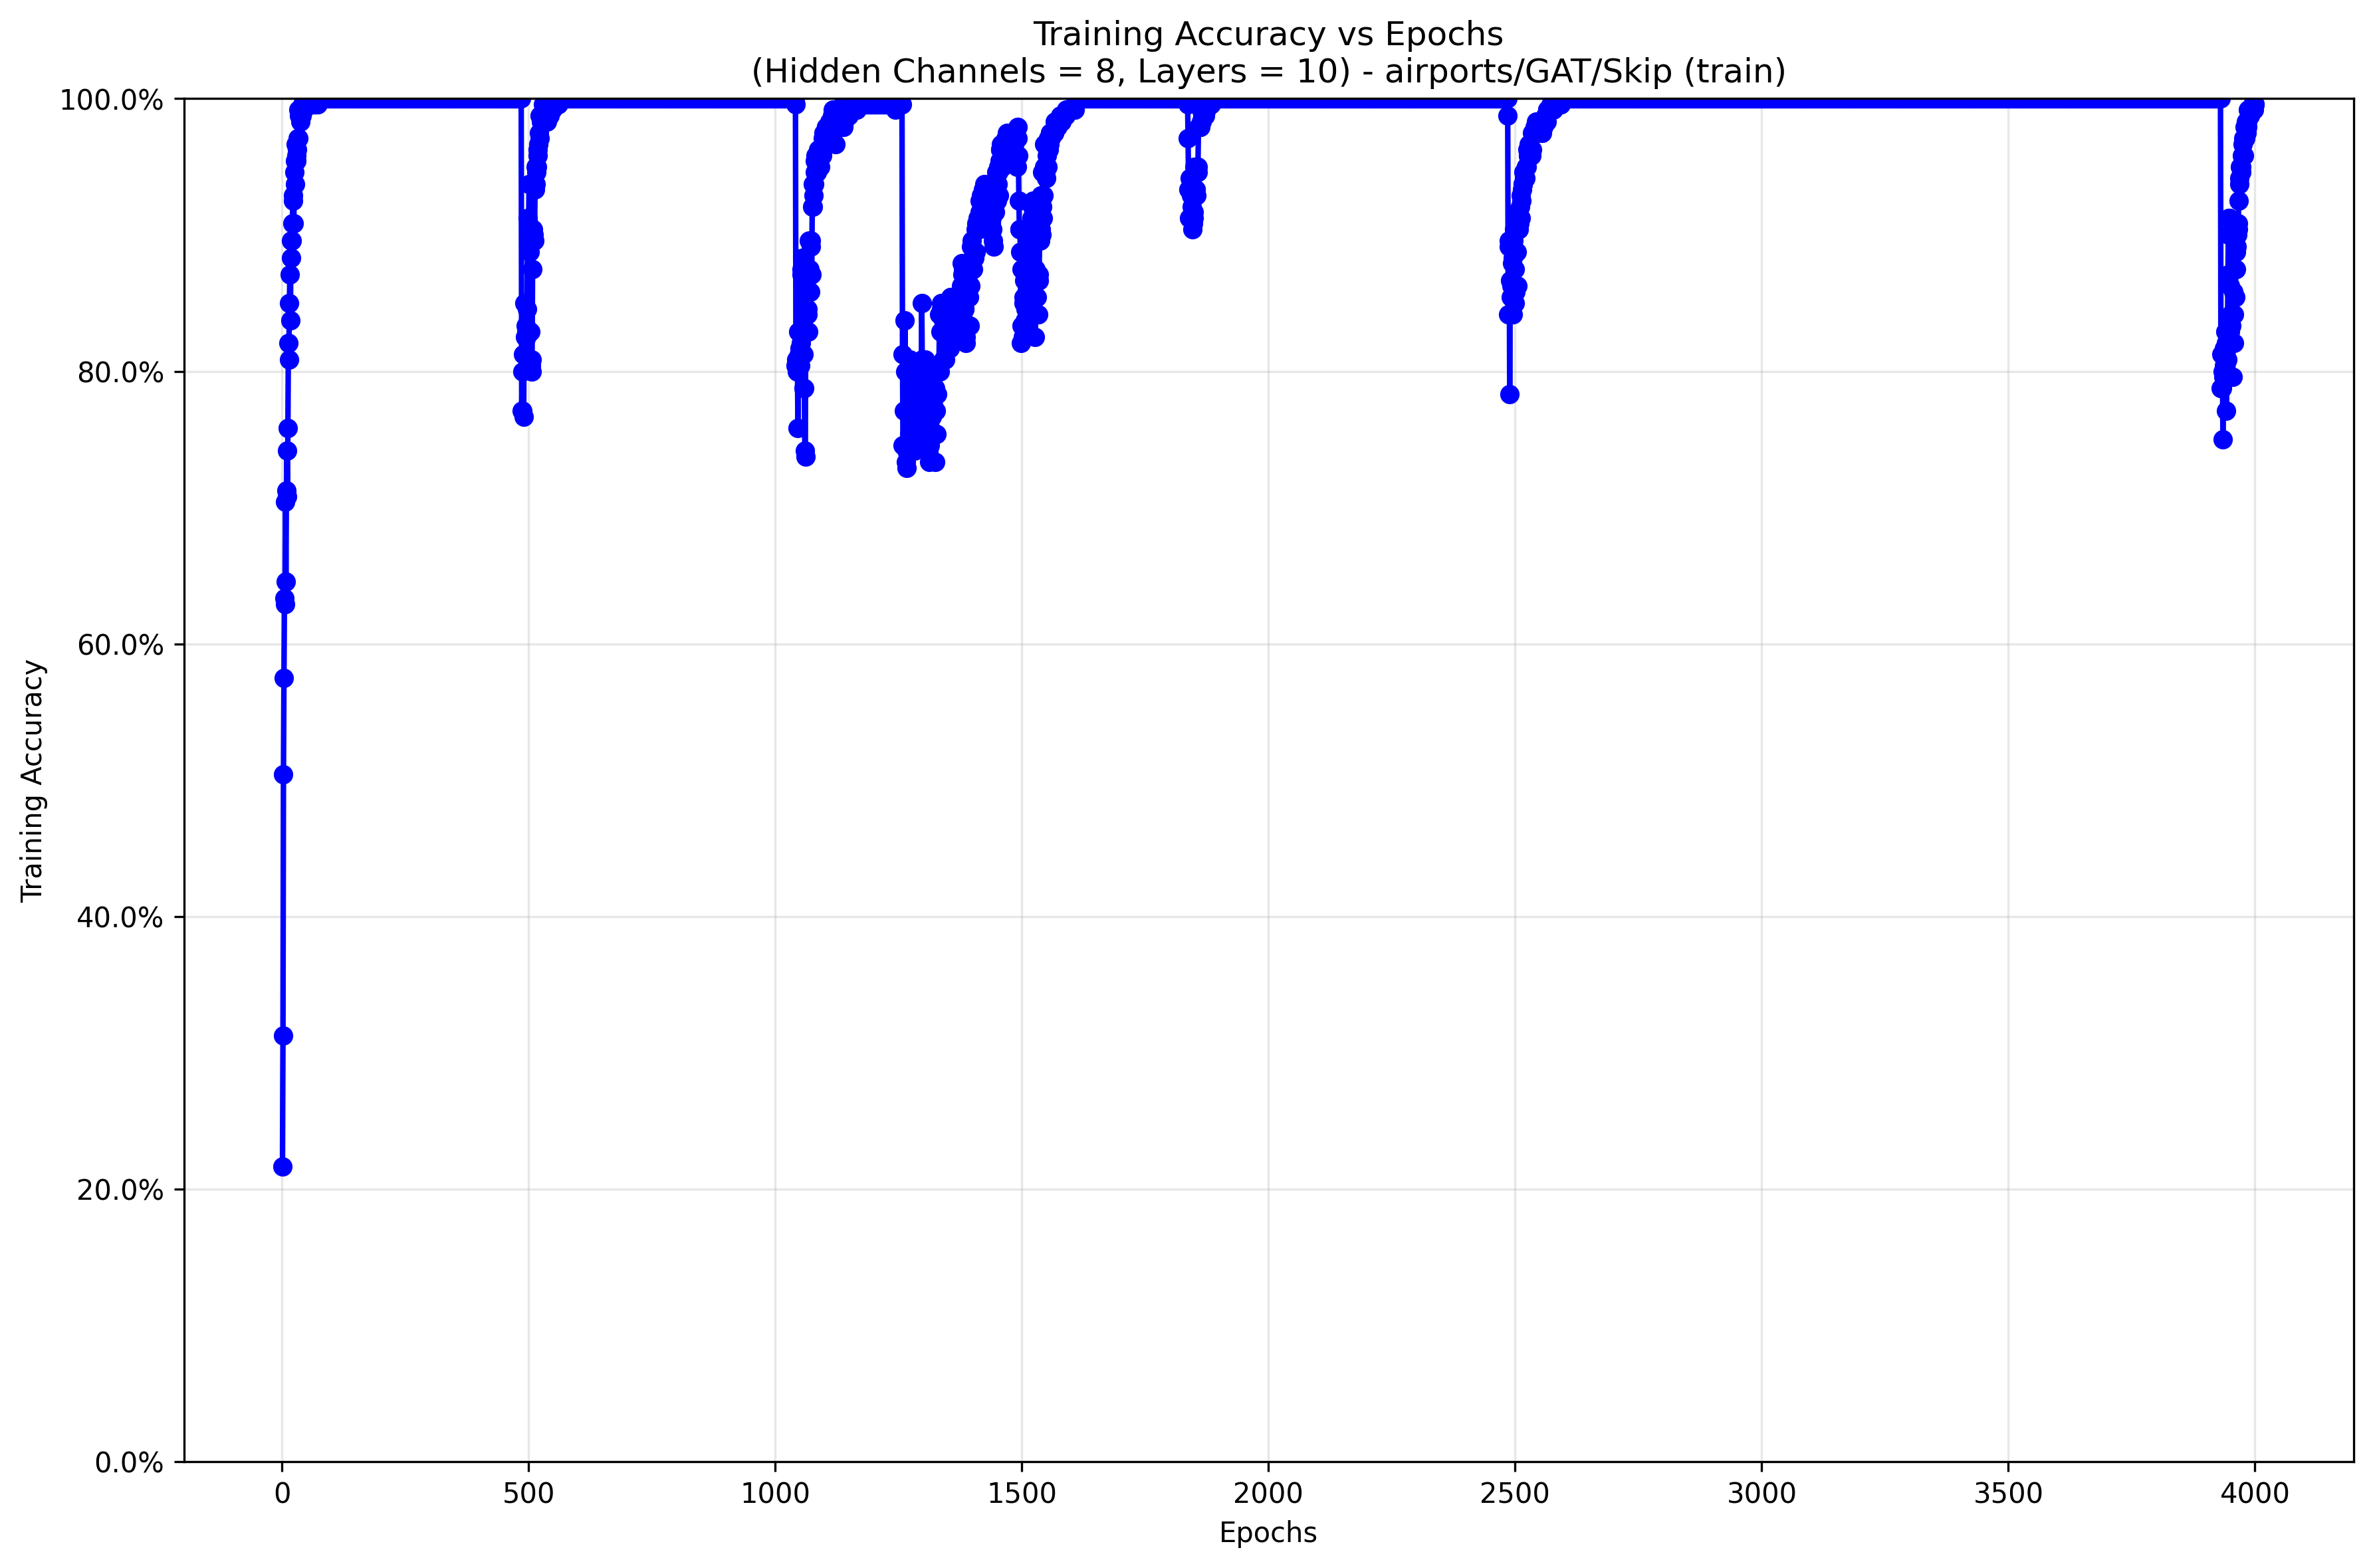 Training Accuracy vs Epochs
(Hidden Channels = 8, Layers = 10) - airports/GAT/Skip (train)
100.0%
80.0%
60.0%
40.0%
20.0%
0.0%
Training Accuracy
0 500 1000 1500 2000 2500 3000 3500 4000
Epochs